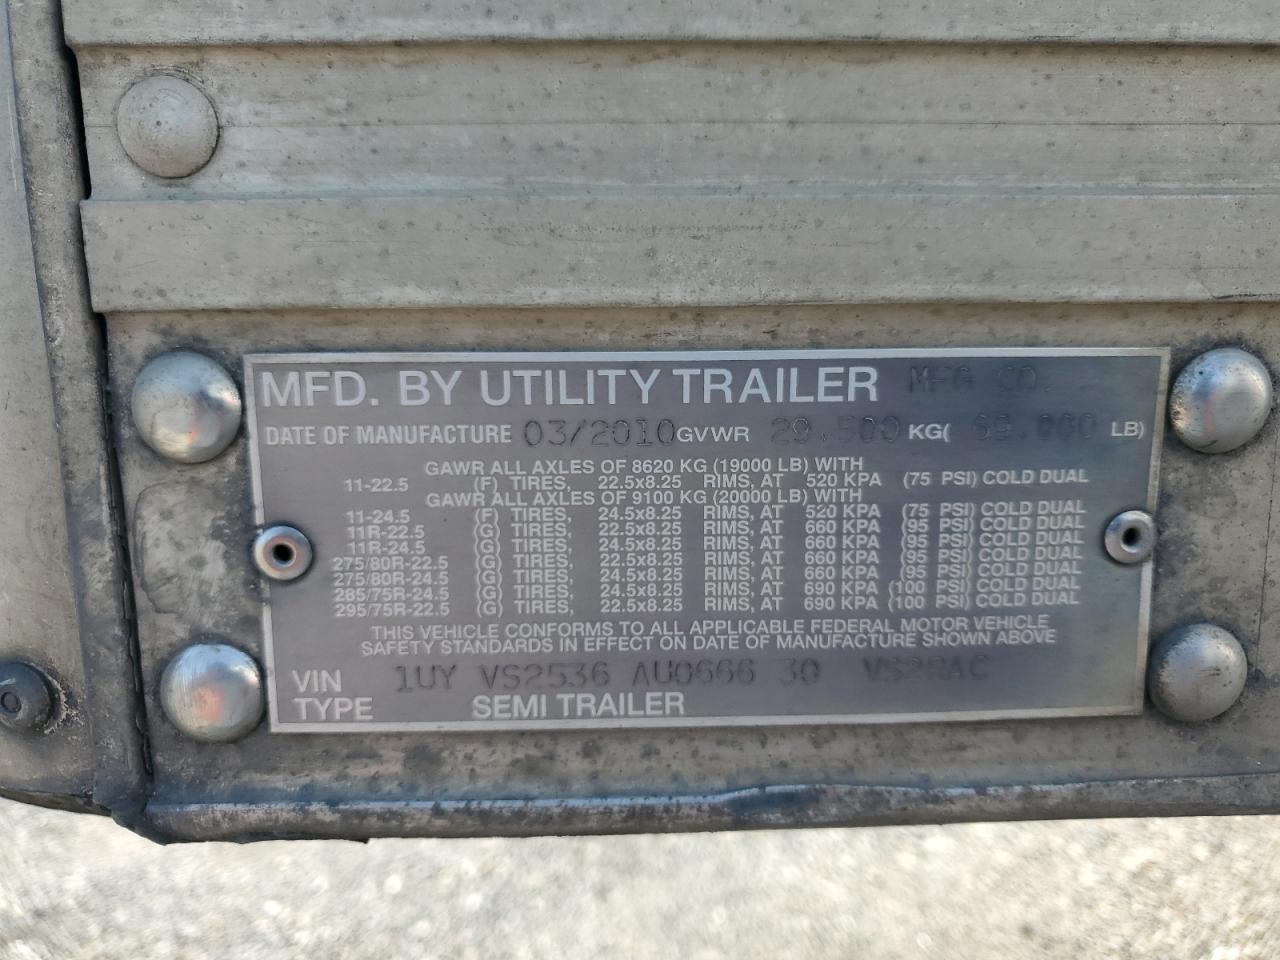 MFD. BY UTILITY TRAILER MFG CO.
DATE OF MANUFACTURE 03/2010 GVWR 29.500 KG( LB)
GAWR ALL AXLES OF 8620 KG (19000 LB) WITH
11-22.5 (F) TIRES, 22.5x8.25 RIMS, AT 520 KPA (75 PSI) COLD DUAL
GAWR ALL AXLES OF 9100 KG (20000 LB) WITH
11-24.5 (F) TIRES, 24.5x8.25 RIMS, AT 520 KPA (75 PSI) COLD DUAL
11R-22.5 (G) TIRES, 22.5x8.25 RIMS, AT 660 KPA (95 PSI) COLD DUAL
11R-24.5 (G) TIRES, 24.5x8.25 RIMS, AT 660 KPA (95 PSI) COLD DUAL
275/80R-22.5 (G) TIRES, 22.5x8.25 RIMS, AT 660 KPA (95 PSI) COLD DUAL
275/80R-24.5 (G) TIRES, 24.5x8.25 RIMS, AT 660 KPA (95 PSI) COLD DUAL
285/75R-24.5 (G) TIRES, 24.5x8.25 RIMS, AT 690 KPA (100 PSI) COLD DUAL
295/75R-22.5 (G) TIRES, 22.5x8.25 RIMS, AT 690 KPA (100 PSI) COLD DUAL
THIS VEHICLE CONFORMS TO ALL APPLICABLE FEDERAL MOTOR VEHICLE
SAFETY STANDARDS IN EFFECT ON DATE OF MANUFACTURE SHOWN ABOVE
VIN 1UY VS2536 AU0666 30 VS2RAC
TYPE SEMI TRAILER